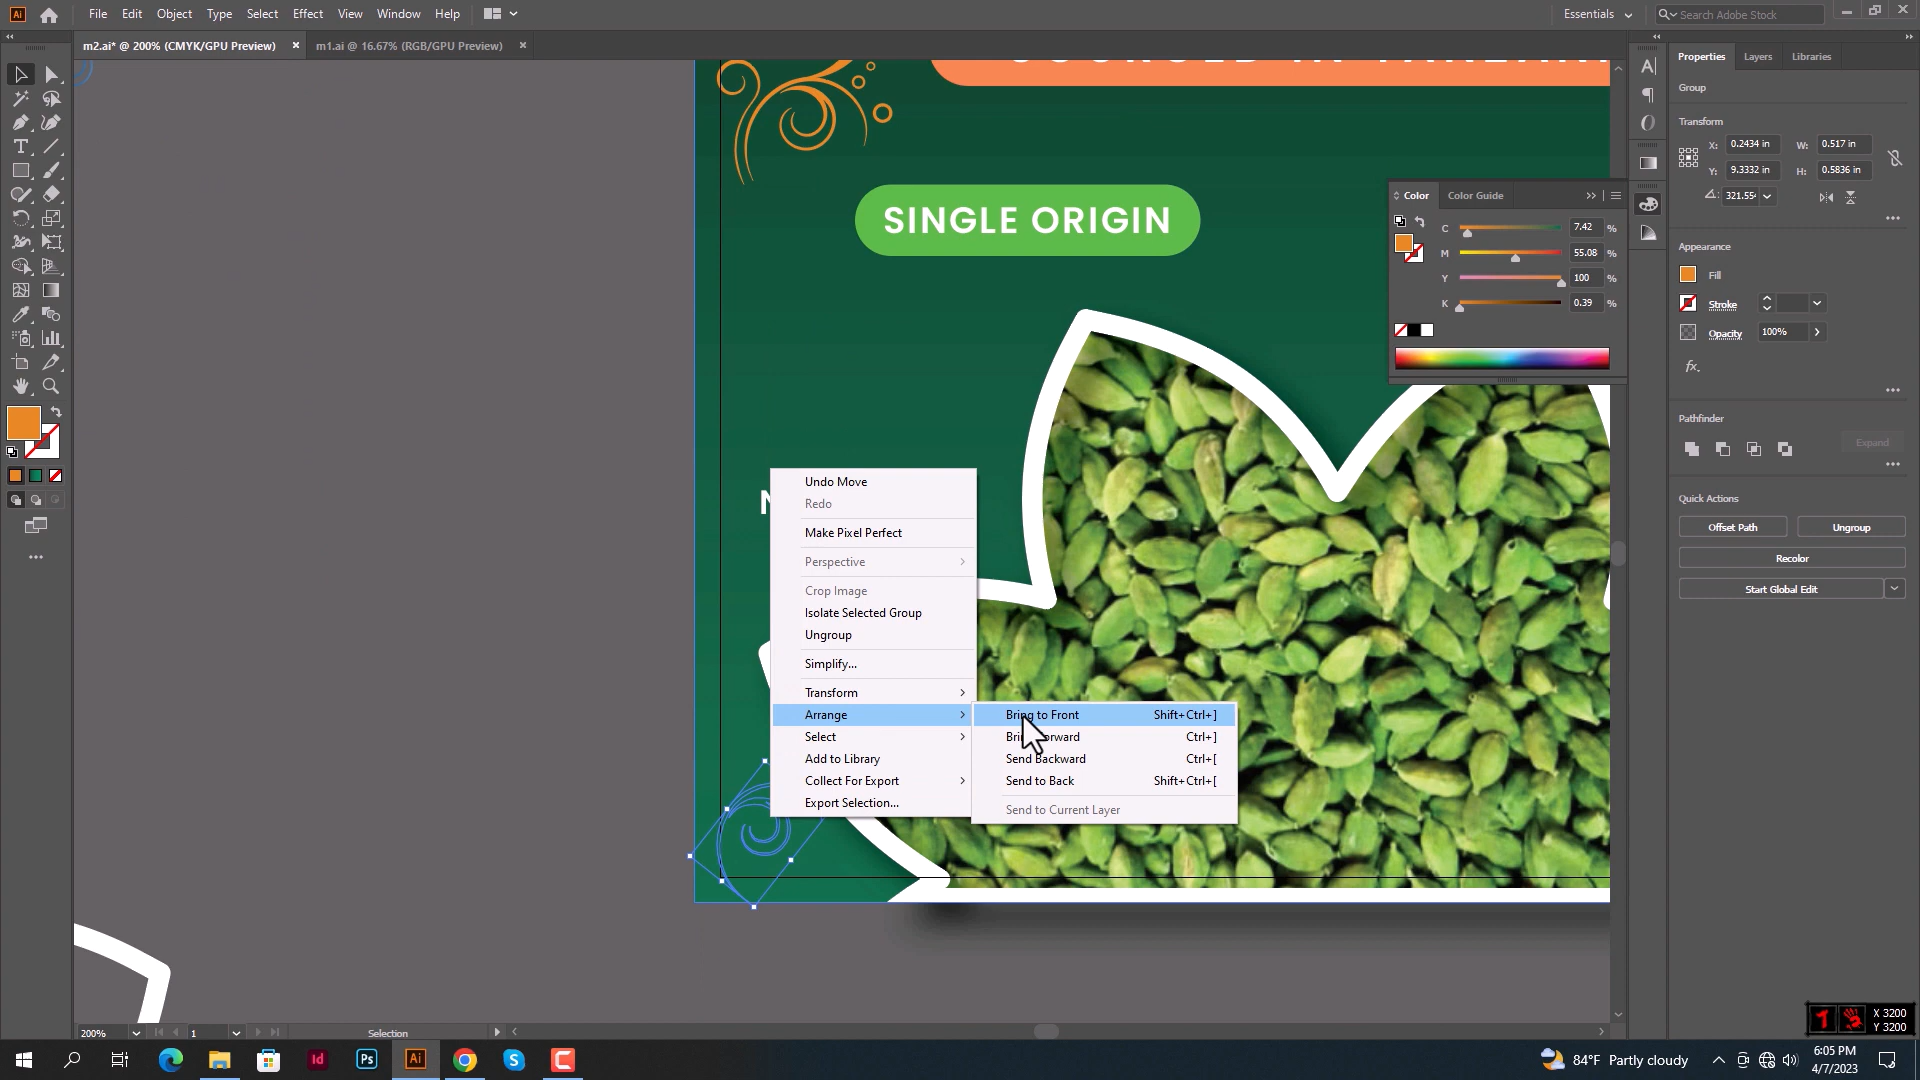 Ai
File
Edit
Object
Type
Select
Effect
View
Window
Help
Essentials
Search Adobe Stock
m2.ai* @ 200% (CMYK/GPU Preview)
m1.ai @ 16.67% (RGB/GPU Preview)
Properties
Layers
Libraries
Group
Transform
X:
0.2434 in
W:
0.517 in
Y:
9.3332 in
H:
0.5836 in
Appearance
Fill
Stroke
Opacity
100%
fx.
Pathfinder
Expand
Quick Actions
Offset Path
Ungroup
Recolor
Start Global Edit
Color
Color Guide
C
7.42
%
M
55.08
%
Y
100
%
K
0.39
%
SINGLE ORIGIN
Undo Move
Redo
Make Pixel Perfect
Perspective
Crop Image
Isolate Selected Group
Ungroup
Simplify...
Transform
Arrange
Select
Add to Library
Collect For Export
Export Selection...
Bring to Front
Shift+Ctrl+]
Ctrl+]
Send Backward
Ctrl+[
Send to Back
Shift+Ctrl+[
Send to Current Layer
200%
1
Selection
X 3200
Y 3200
Id
Ps
Ai
84°F Partly cloudy
6:05 PM
4/7/2023